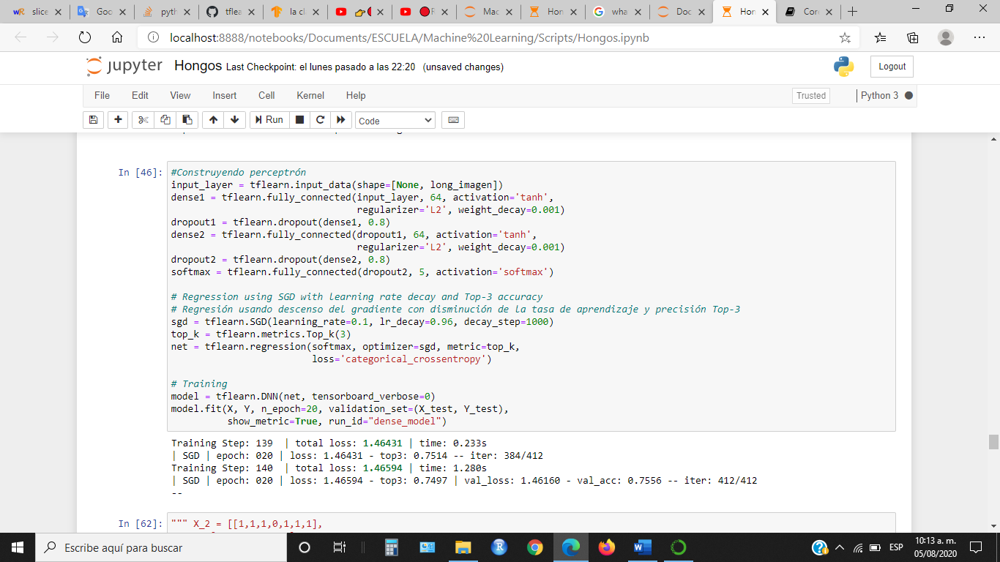 slice
Goo
pyth
tflea
la cl
R
Mac
Hon
wha
Doc
Hon
Cor
localhost:8888/notebooks/Documents/ESCUELA/Machine%20Learning/Scripts/Hongos.ipynb
jupyter Hongos Last Checkpoint: el lunes pasado a las 22:20 (unsaved changes)
Logout
File Edit View Insert Cell Kernel Help
Trusted
Python 3
Run
Code
In [46]:
#Construyendo perceptrón
input_layer = tflearn.input_data(shape=[None, long_imagen])
dense1 = tflearn.fully_connected(input_layer, 64, activation='tanh',
regularizer='L2', weight_decay=0.001)
dropout1 = tflearn.dropout(dense1, 0.8)
dense2 = tflearn.fully_connected(dropout1, 64, activation='tanh',
regularizer='L2', weight_decay=0.001)
dropout2 = tflearn.dropout(dense2, 0.8)
softmax = tflearn.fully_connected(dropout2, 5, activation='softmax')
# Regression using SGD with learning rate decay and Top-3 accuracy
# Regresión usando descenso del gradiente con disminución de la tasa de aprendizaje y precisión Top-3
sgd = tflearn.SGD(learning_rate=0.1, lr_decay=0.96, decay_step=1000)
top_k = tflearn.metrics.Top_k(3)
net = tflearn.regression(softmax, optimizer=sgd, metric=top_k,
loss='categorical_crossentropy')
# Training
model = tflearn.DNN(net, tensorboard_verbose=0)
model.fit(X, Y, n_epoch=20, validation_set=(X_test, Y_test),
show_metric=True, run_id="dense_model")
Training Step: 139 | total loss: 1.46431 | time: 0.233s
| SGD | epoch: 020 | loss: 1.46431 - top3: 0.7514 -- iter: 384/412
Training Step: 140 | total loss: 1.46594 | time: 1.280s
| SGD | epoch: 020 | loss: 1.46594 - top3: 0.7497 | val_loss: 1.46160 - val_acc: 0.7556 -- iter: 412/412
--
In [62]:
""" X_2 = [[1,1,1,0,1,1,1],
Escribe aquí para buscar
ESP
10:13 a. m.
05/08/2020